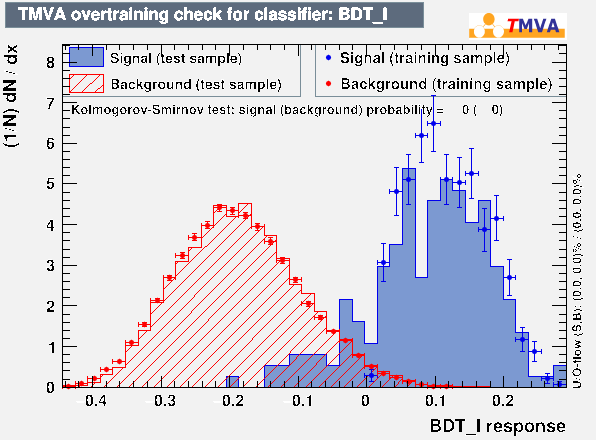 TMVA overtraining check for classifier: BDT_I
TMVA
Signal (test sample)
Background (test sample)
Signal (training sample)
Background (training sample)
Kolmogorov-Smirnov test: signal (background) probability = 0 ( 0)
(1/N) dN / dx
8
7
6
5
4
3
2
1
0
−0.4 −0.3 −0.2 −0.1 0 0.1 0.2
BDT_I response
U/O-flow (S,B): (0.0, 0.0)% / (0.0, 0.0)%